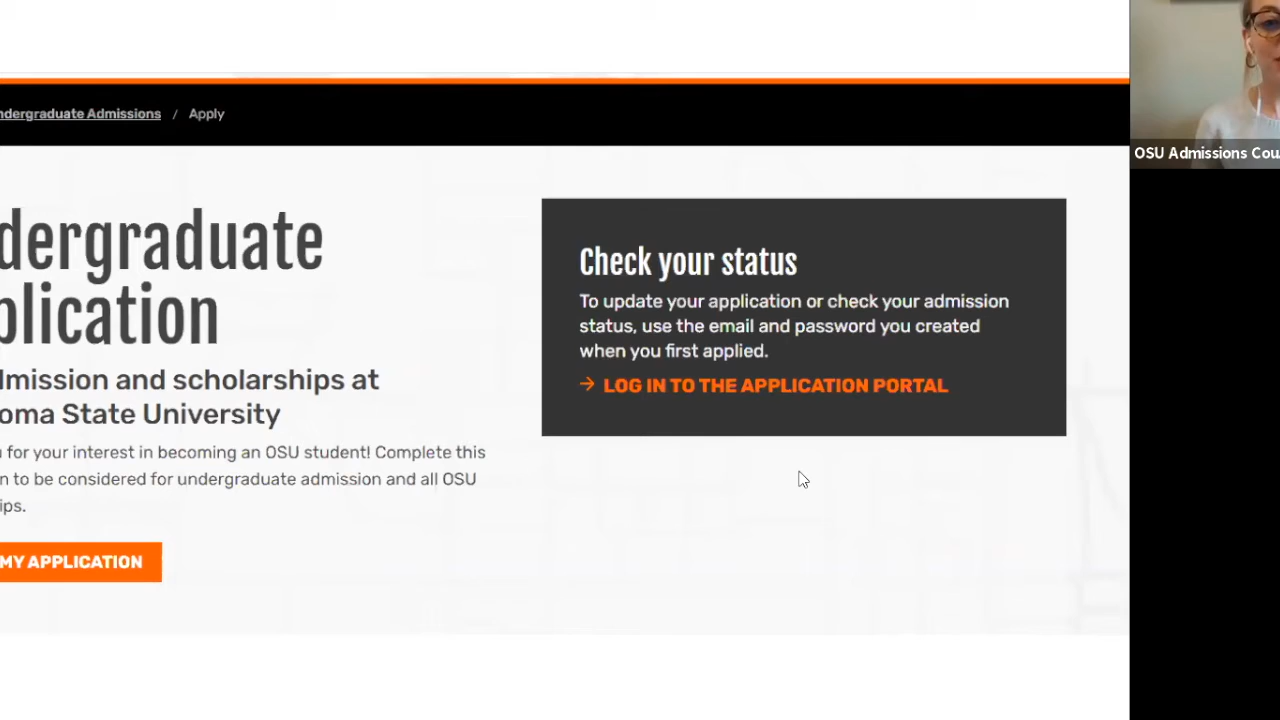 ndergraduate Admissions / Apply
OSU Admissions Cou
dergraduate
plication
Check your status
To update your application or check your admission
status, use the email and password you created
when you first applied.
→ LOG IN TO THE APPLICATION PORTAL
mission and scholarships at
oma State University
for your interest in becoming an OSU student! Complete this
n to be considered for undergraduate admission and all OSU
ips.
MY APPLICATION